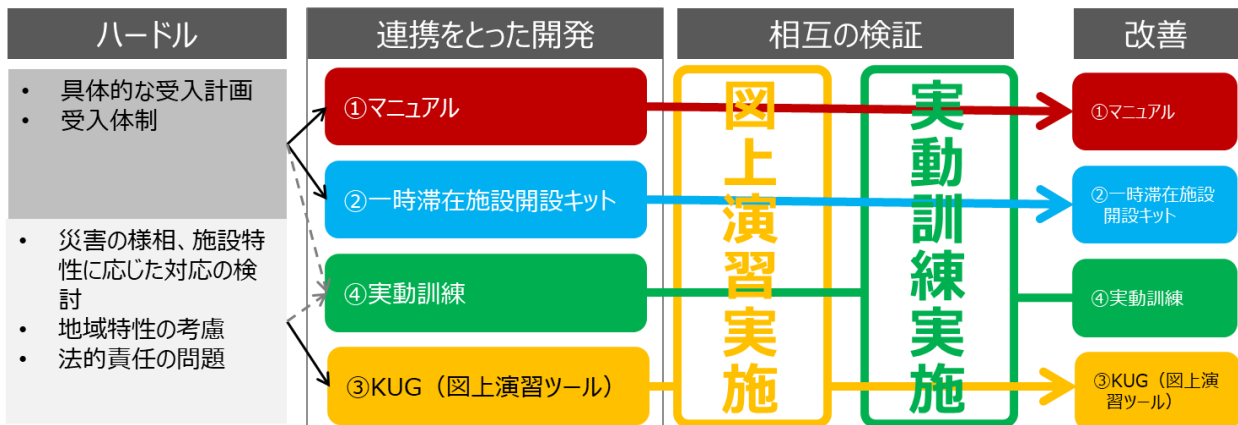 ハードル
連携をとった開発
相互の検証
改善
• 具体的な受入計画
• 受入体制
• 災害の様相、施設特
性に応じた対応の検
討
• 地域特性の考慮
• 法的責任の問題
①マニュアル
②一時滞在施設開設キット
④実動訓練
③KUG（図上演習ツール）
図上演習実施
実動訓練実施
①マニュアル
②一時滞在施設
開設キット
④実動訓練
③KUG（図上演
習ツール）